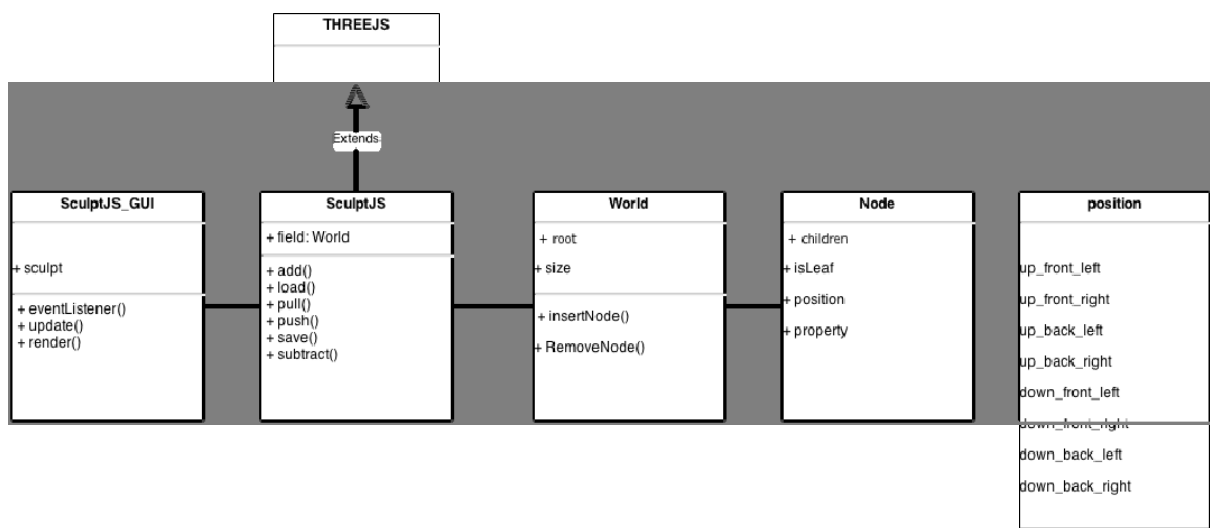 THREEJS
Extends
SculptJS_GUI
+ sculpt
+ eventListener()
+ update()
+ render()
SculptJS
+ field: World
+ add()
+ load()
+ pull()
+ push()
+ save()
+ subtract()
World
+ root
+ size
+ insertNode()
+ RemoveNode()
Node
+ children
+ isLeaf
+ position
+ property
position
up_front_left
up_front_right
up_back_left
up_back_right
down_front_left
down_front_right
down_back_left
down_back_right